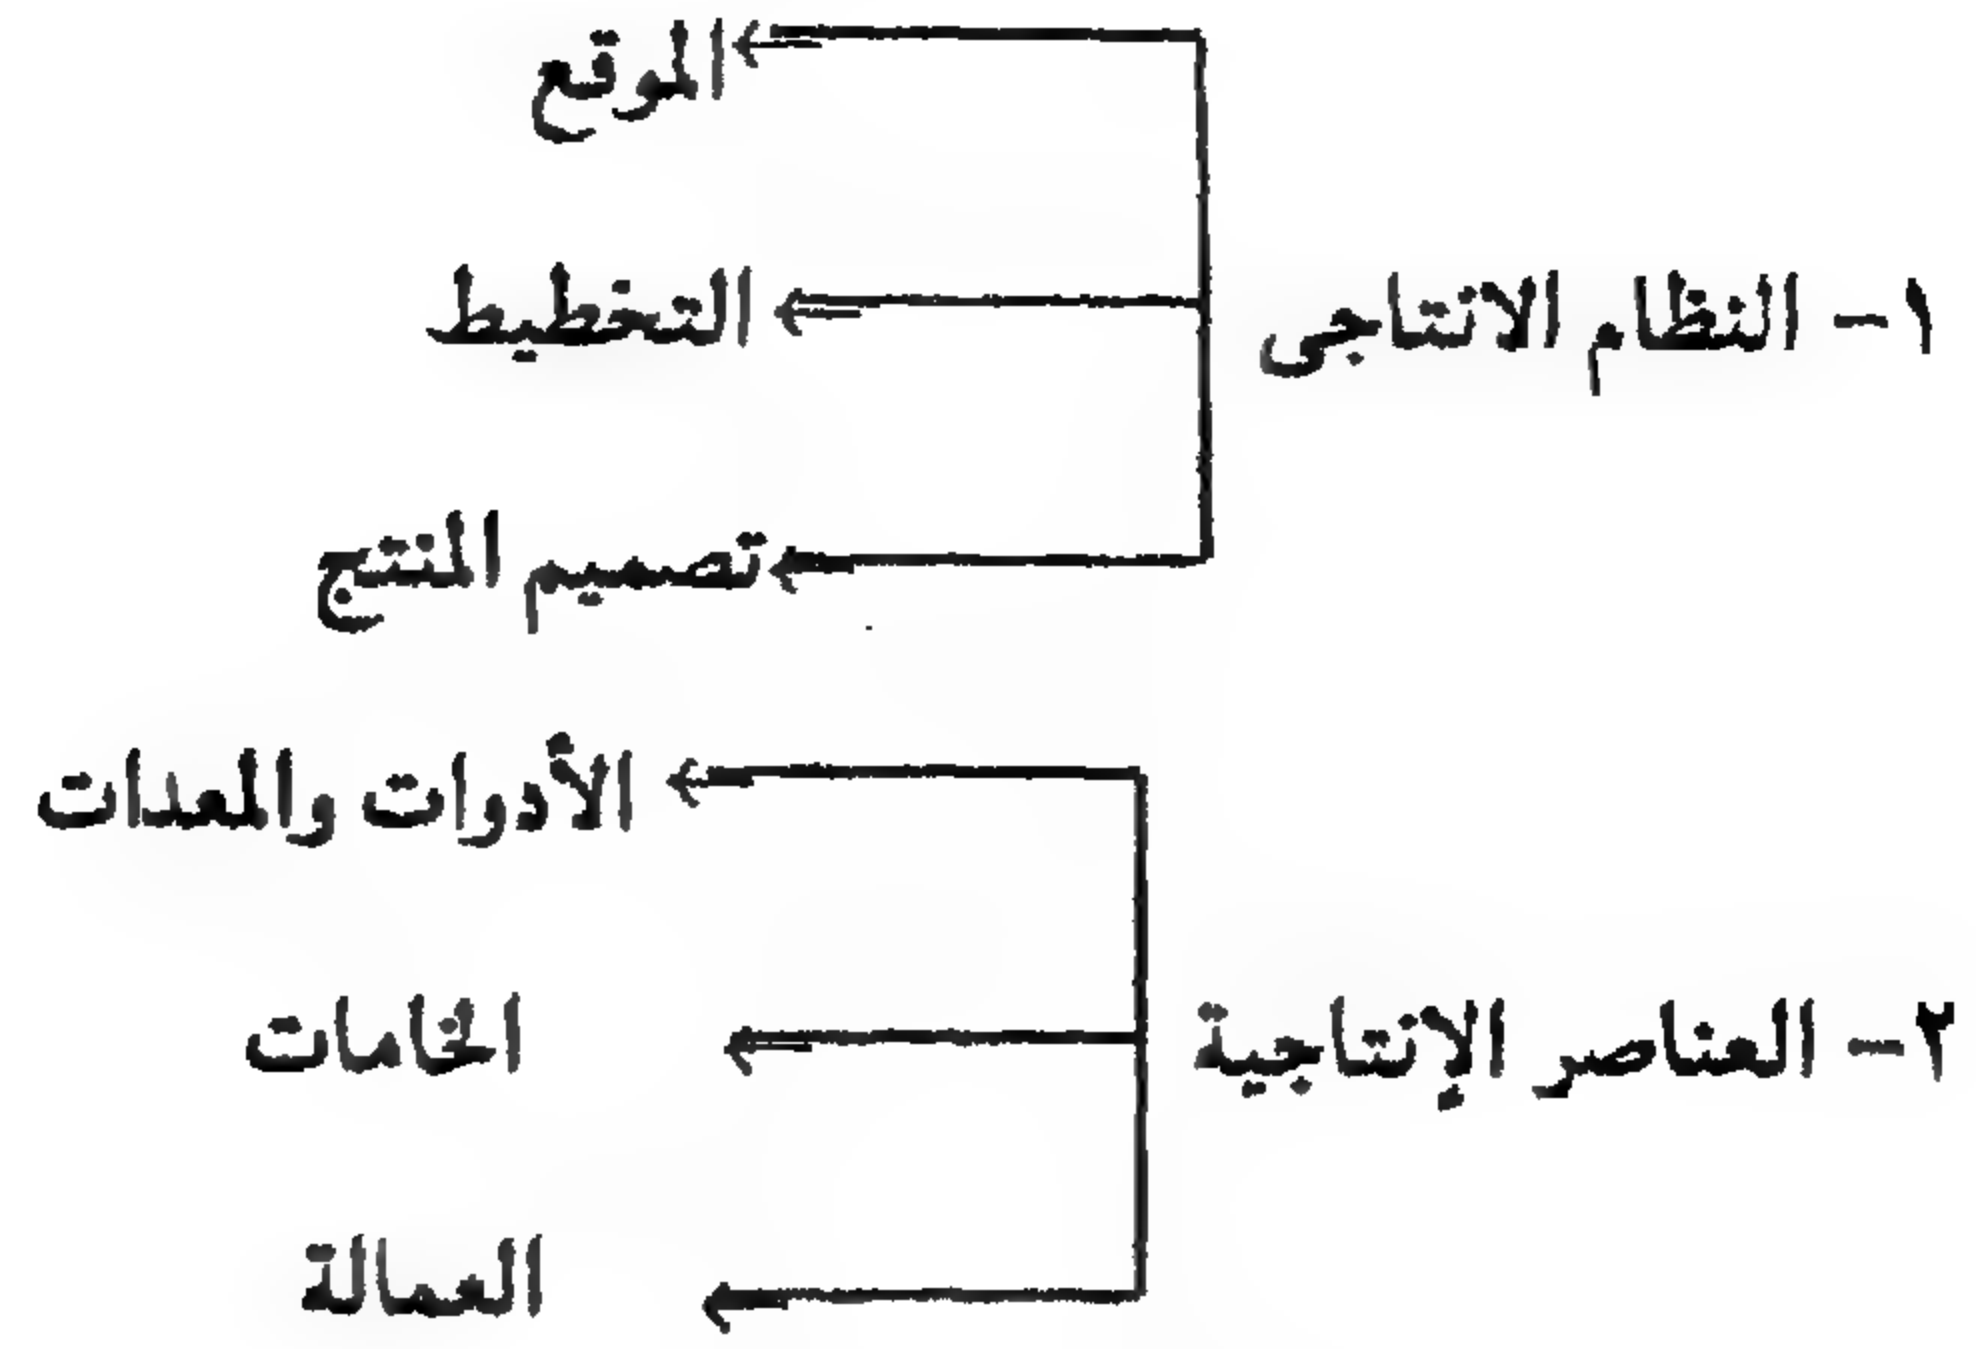 الموقع
١- النظام الانتاجى
التخطيط
تصميم المنتج
الأدوات والمعدات
٢- العناصر الإنتاجية
الخامات
العمالة